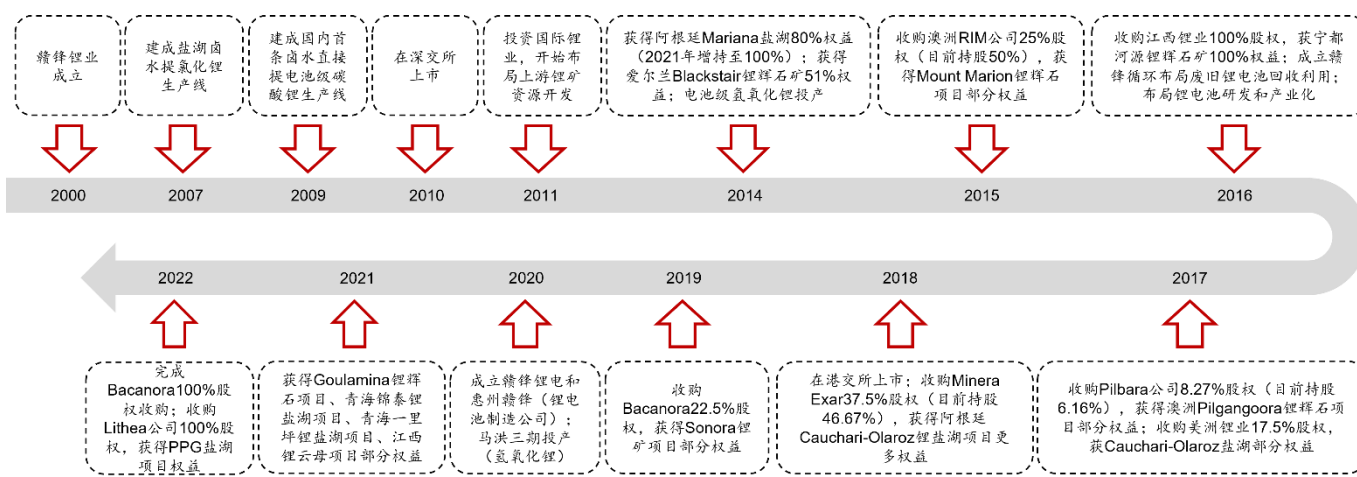 赣锋锂业
成立
建成盐湖卤
水提氯化锂
生产线
建成国内首
条卤水直接
提电池级碳
酸锂生产线
在深交所
上市
投资国际锂
业，开始布
局上游锂矿
资源开发
获得阿根廷Mariana盐湖80%权益
（2021年增持至100%）；获得
爱尔兰Blackstair锂辉石矿51%权
益；电池级氢氧化锂投产
收购澳洲RIM公司25%股
权（目前持股50%），获
得Mount Marion锂辉石
项目部分权益
收购江西锂业100%股权，获宁都
河源锂辉石矿100%权益；成立赣
锋循环布局废旧锂电池回收利用；
布局锂电池研发和产业化
2000
2007
2009
2010
2011
2014
2015
2016
2022
2021
2020
2019
2018
2017
完成
Bacanora100%股
权收购；收购
Lithea公司100%股
权，获得PPG盐湖
项目权益
获得Goulamina锂辉
石项目、青海锦泰锂
盐湖项目、青海一里
坪锂盐湖项目、江西
锂云母项目部分权益
成立赣锋锂电和
惠州赣锋（锂电
池制造公司）；
马洪三期投产
（氢氧化锂）
收购
Bacanora22.5%股
权，获得Sonora锂
矿项目部分权益
在港交所上市；收购Minera
Exar37.5%股权（目前持股
46.67%），获得阿根廷
Cauchari-Olaroz锂盐湖项目更
多权益
收购Pilbara公司8.27%股权（目前持股
6.16%），获得澳洲Pilgangoora锂辉石项
目部分权益；收购美洲锂业17.5%股权，
获Cauchari-Olaroz盐湖部分权益